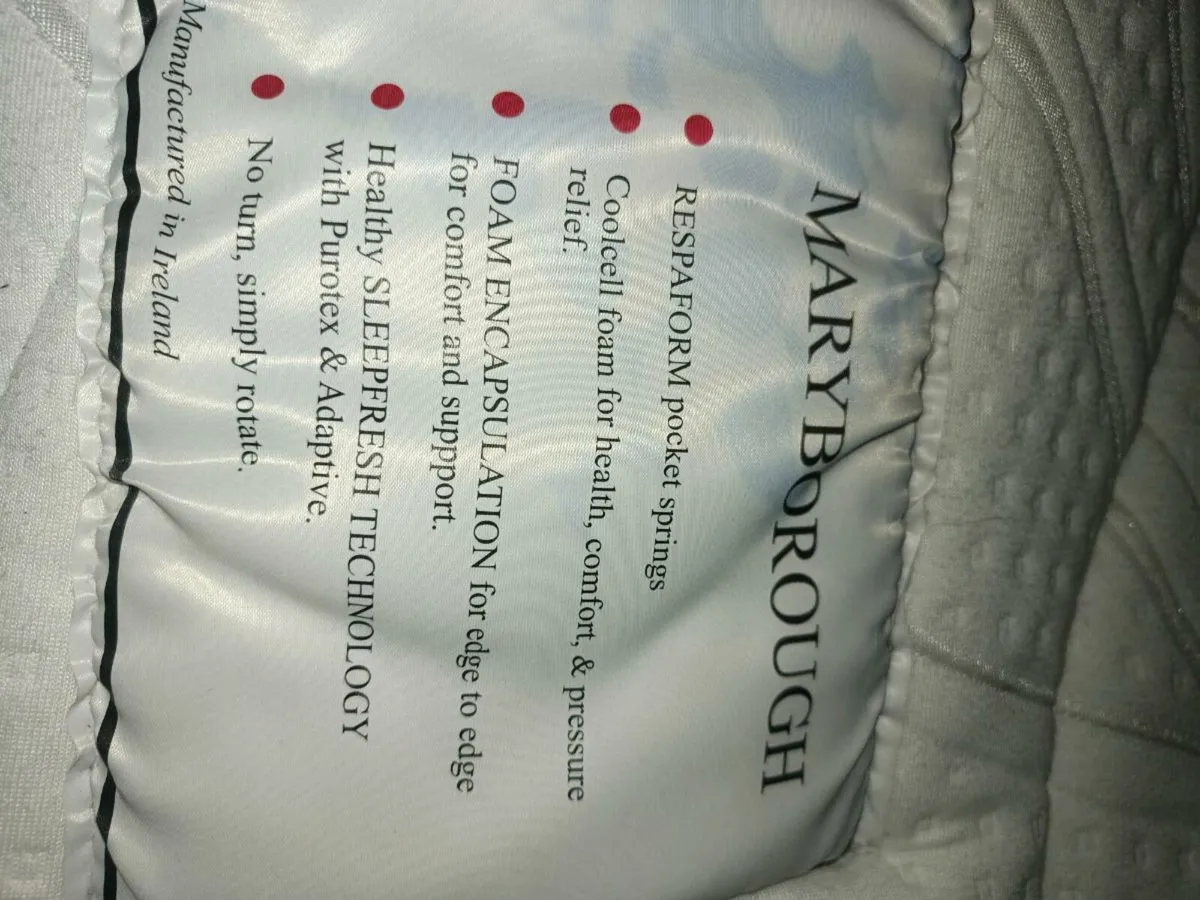 MARYBOROUGH
● RESPAFORM pocket springs
● Coolcell foam for health, comfort, & pressure
relief.
● FOAM ENCAPSULATION for edge to edge
for comfort and suppport.
● Healthy SLEEPFRESH TECHNOLOGY
with Purotex & Adaptive.
● No turn, simply rotate.
Manufactured in Ireland